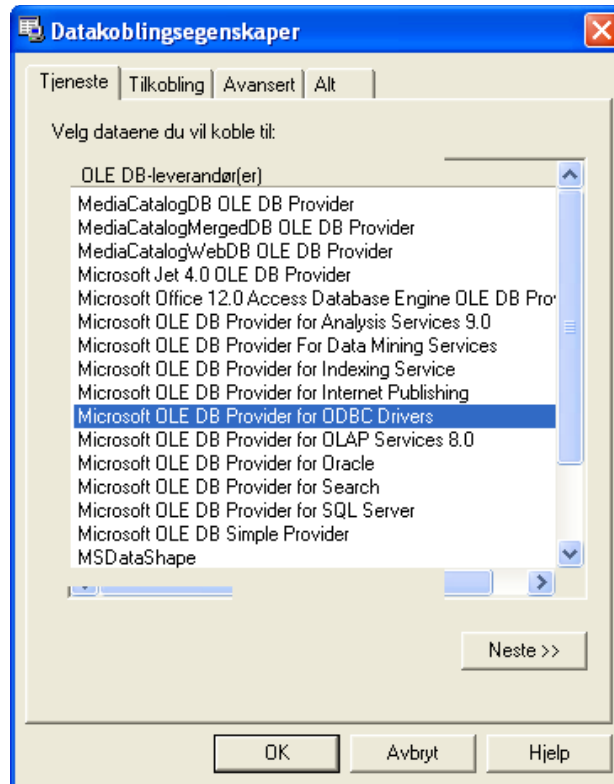 Datakoblingsegenskaper
Tjeneste Tilkobling Avansert Alt
Velg dataene du vil koble til:
OLE DB-leverandør(er)
MediaCatalogDB OLE DB Provider
MediaCatalogMergedDB OLE DB Provider
MediaCatalogWebDB OLE DB Provider
Microsoft Jet 4.0 OLE DB Provider
Microsoft Office 12.0 Access Database Engine OLE DB Pro
Microsoft OLE DB Provider for Analysis Services 9.0
Microsoft OLE DB Provider For Data Mining Services
Microsoft OLE DB Provider for Indexing Service
Microsoft OLE DB Provider for Internet Publishing
Microsoft OLE DB Provider for ODBC Drivers
Microsoft OLE DB Provider for OLAP Services 8.0
Microsoft OLE DB Provider for Oracle
Microsoft OLE DB Provider for Search
Microsoft OLE DB Provider for SQL Server
Microsoft OLE DB Simple Provider
MSDataShape
Neste >>
OK Avbryt Hjelp